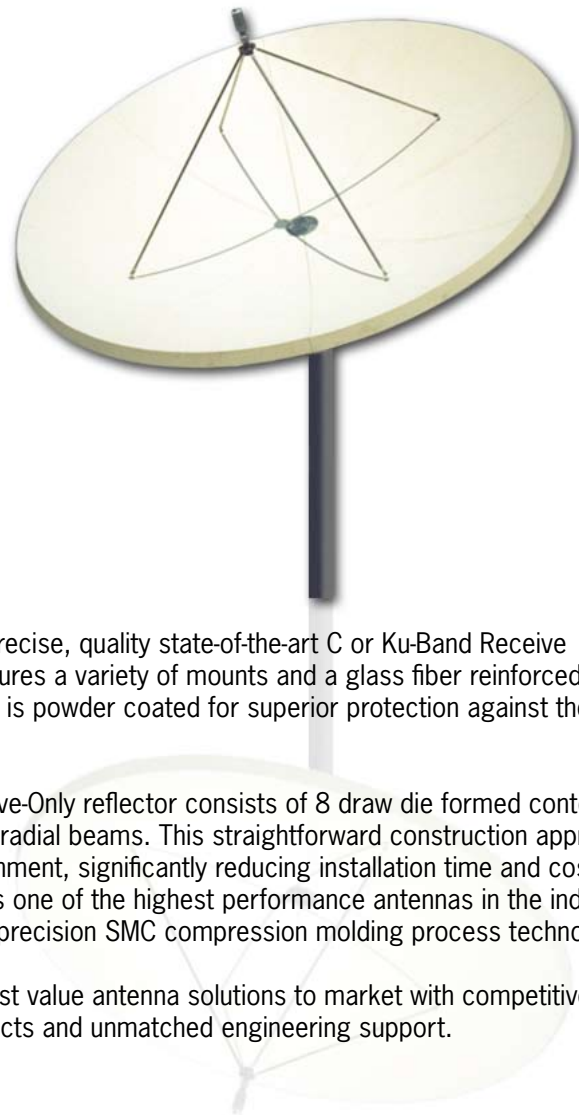 recise, quality state-of-the-art C or Ku-Band Receive
ures a variety of mounts and a glass fiber reinforced
is powder coated for superior protection against the
ve-Only reflector consists of 8 draw die formed conto
radial beams. This straightforward construction appr
nment, significantly reducing installation time and cos
s one of the highest performance antennas in the ind
precision SMC compression molding process techno
st value antenna solutions to market with competitive
cts and unmatched engineering support.